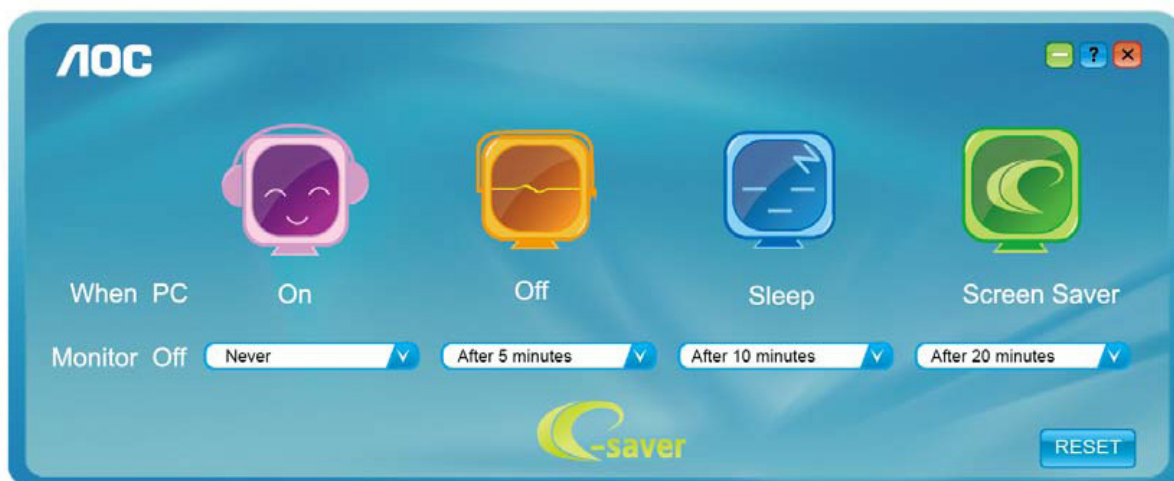 AOC
?
When PC On Off Sleep Screen Saver
Monitor Off Never After 5 minutes After 10 minutes After 20 minutes
e-saver
RESET